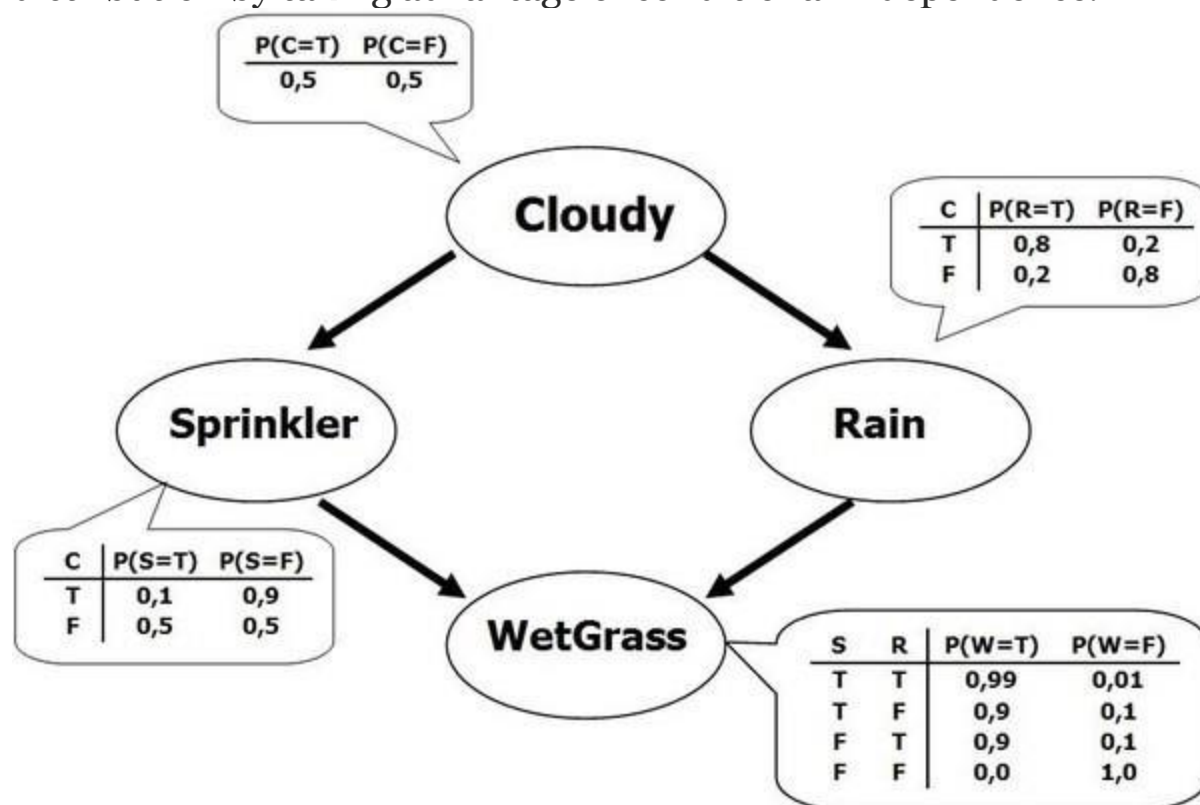 P(C=T) P(C=F)
0,5 0,5
Cloudy
C P(R=T) P(R=F)
T 0,8 0,2
F 0,2 0,8
Sprinkler
Rain
C P(S=T) P(S=F)
T 0,1 0,9
F 0,5 0,5
WetGrass
S R P(W=T) P(W=F)
T T 0,99 0,01
T F 0,9 0,1
F T 0,9 0,1
F F 0,0 1,0